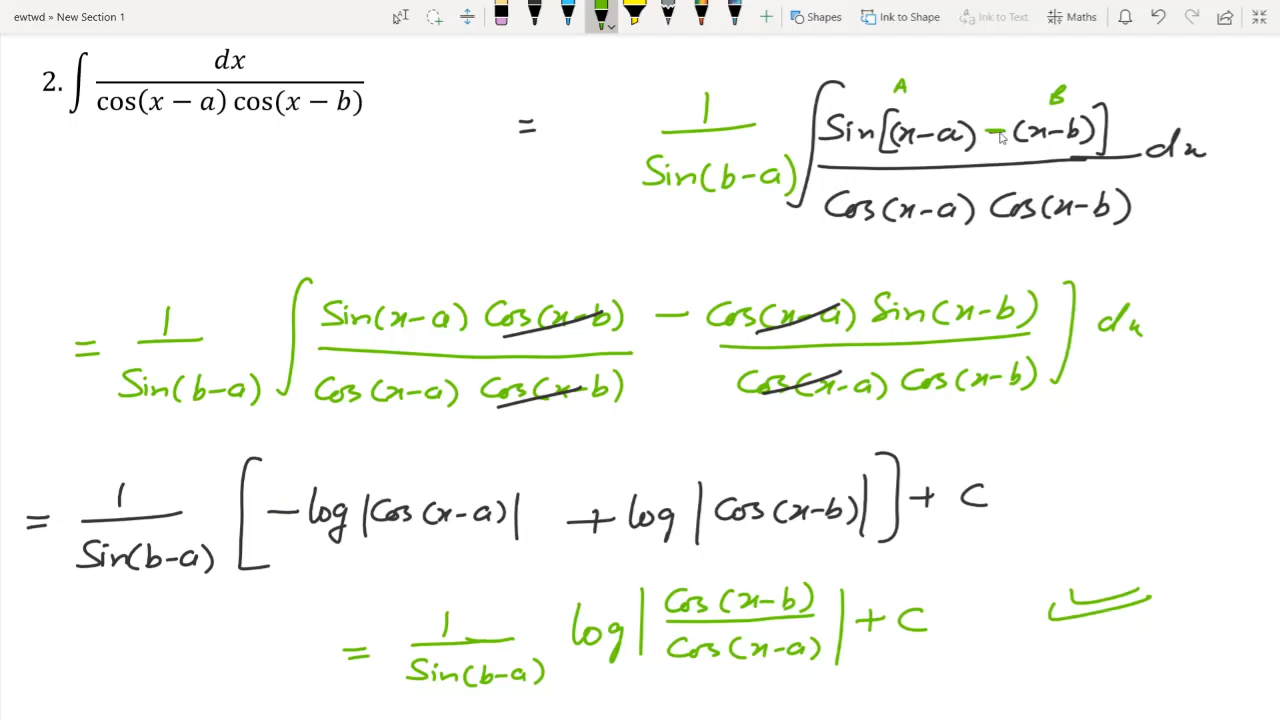 ewtwd » New Section 1
Shapes Ink to Shape Ink to Text Maths
2. ∫ dx / cos(x − a) cos(x − b)
= 1/Sin(b-a) ∫ Sin[(x-a) - (x-b)] / Cos(x-a) Cos(x-b) dx
A B
= 1/Sin(b-a) ∫ Sin(x-a) Cos(x-b) / Cos(x-a) Cos(x-b) - Cos(x-a) Sin(x-b) / Cos(x-a) Cos(x-b) ] dx
= 1/Sin(b-a) [ -log|Cos(x-a)| + log|Cos(x-b)| ] + C
= 1/Sin(b-a) log| Cos(x-b) / Cos(x-a) | + C